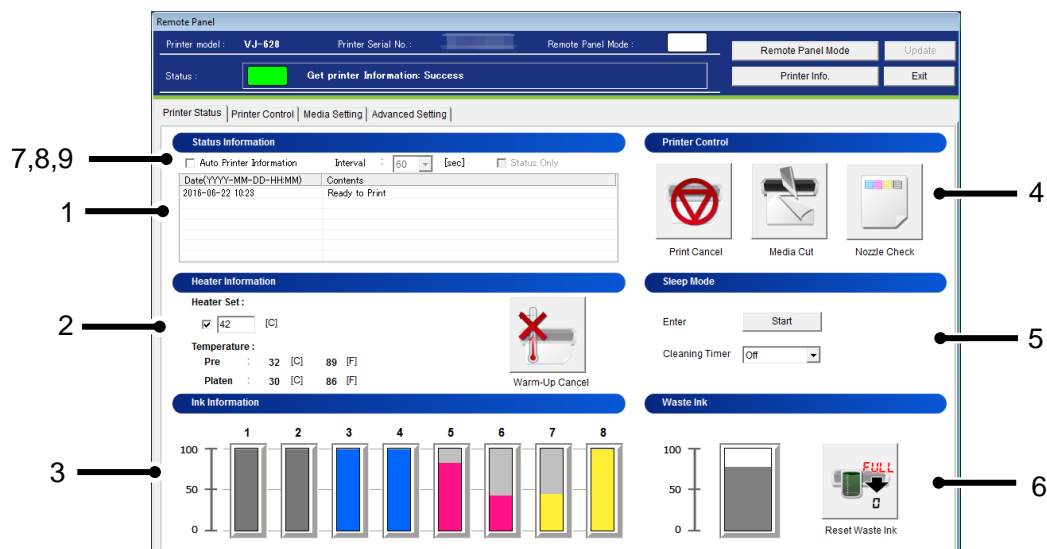 Remote Panel
Printer model : VJ-628 Printer Serial No. : Remote Panel Mode :
Remote Panel Mode Update
Status : Get printer Information: Success
Printer Info. Exit
Printer Status Printer Control Media Setting Advanced Setting
Status Information Printer Control
7,8,9
Auto Printer Information Interval : 60 [sec] Status Only
Date(YYYY-MM-DD-HH:MM) Contents
2016-06-22 10:23 Ready to Print
1
4
Print Cancel Media Cut Nozzle Check
Heater Information Sleep Mode
Heater Set :
2
42 [C]
Enter Start
5
Temperature :
Cleaning Timer Off
Pre : 32 [C] 89 [F]
Platen : 30 [C] 86 [F]
Warm-Up Cancel
Ink Information Waste Ink
1 2 3 4 5 6 7 8
100 100
3
50 50
FULL
0
6
0 0
Reset Waste Ink